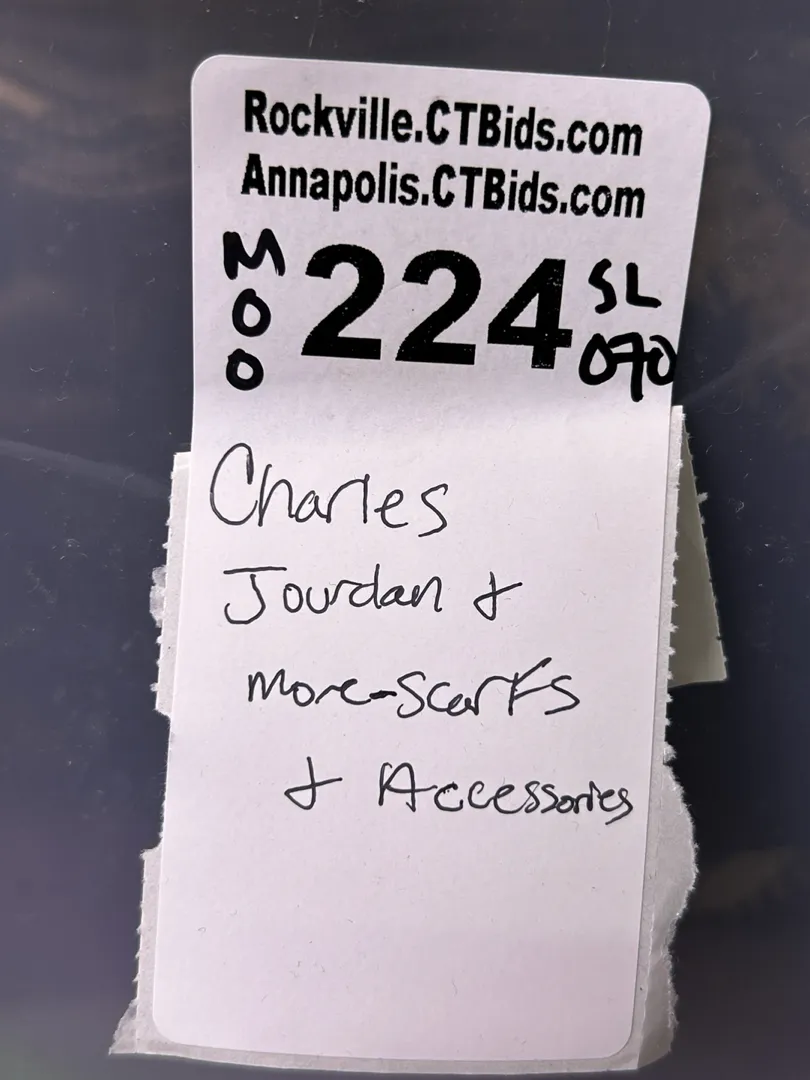 Rockville.CTBids.com
Annapolis.CTBids.com
MOO 224 SL 070
Charles
Jourdan &
More-Scarfs
& Accessories